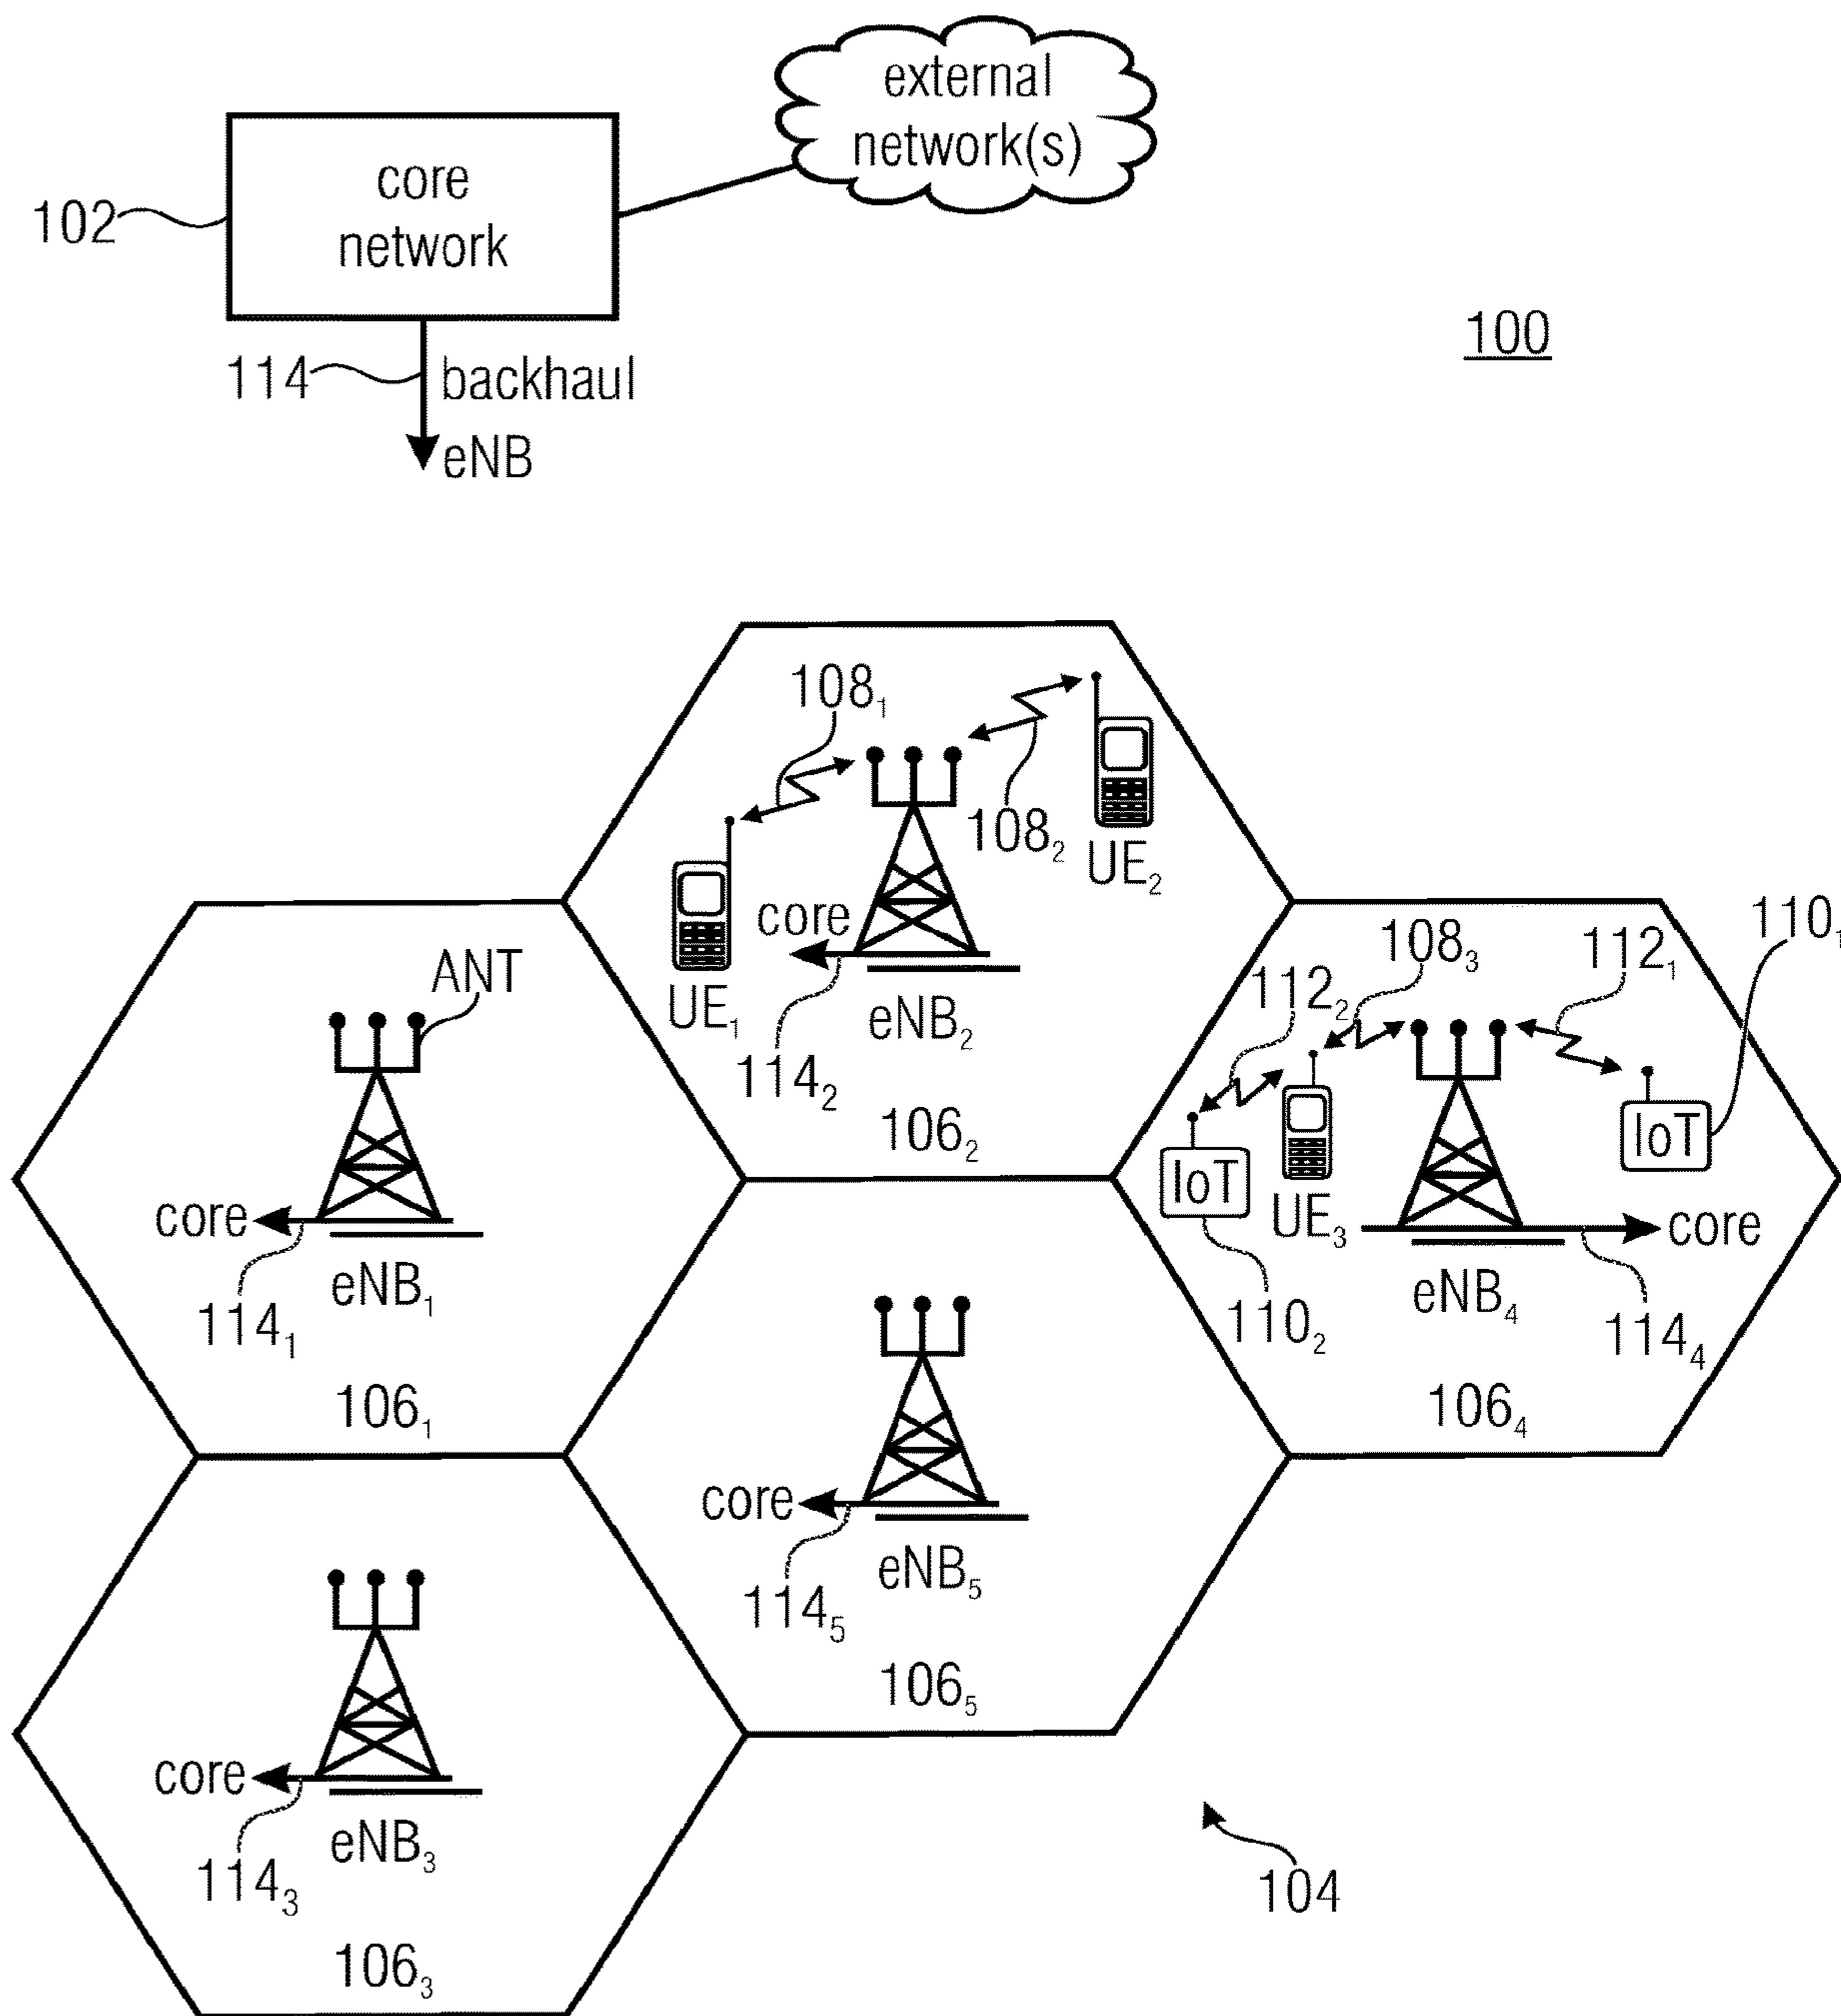 external
network(s)
core
network
102
100
114
backhaul
eNB
108₁
108₂
UE₂
core
UE₁
eNB₂
114₂
106₂
110₁
108₃
112₁
112₂
IoT
IoT
UE₃
core
eNB₄
110₂
114₄
106₄
ANT
core
eNB₁
114₁
106₁
core
eNB₅
114₅
106₅
core
eNB₃
114₃
104
106₃